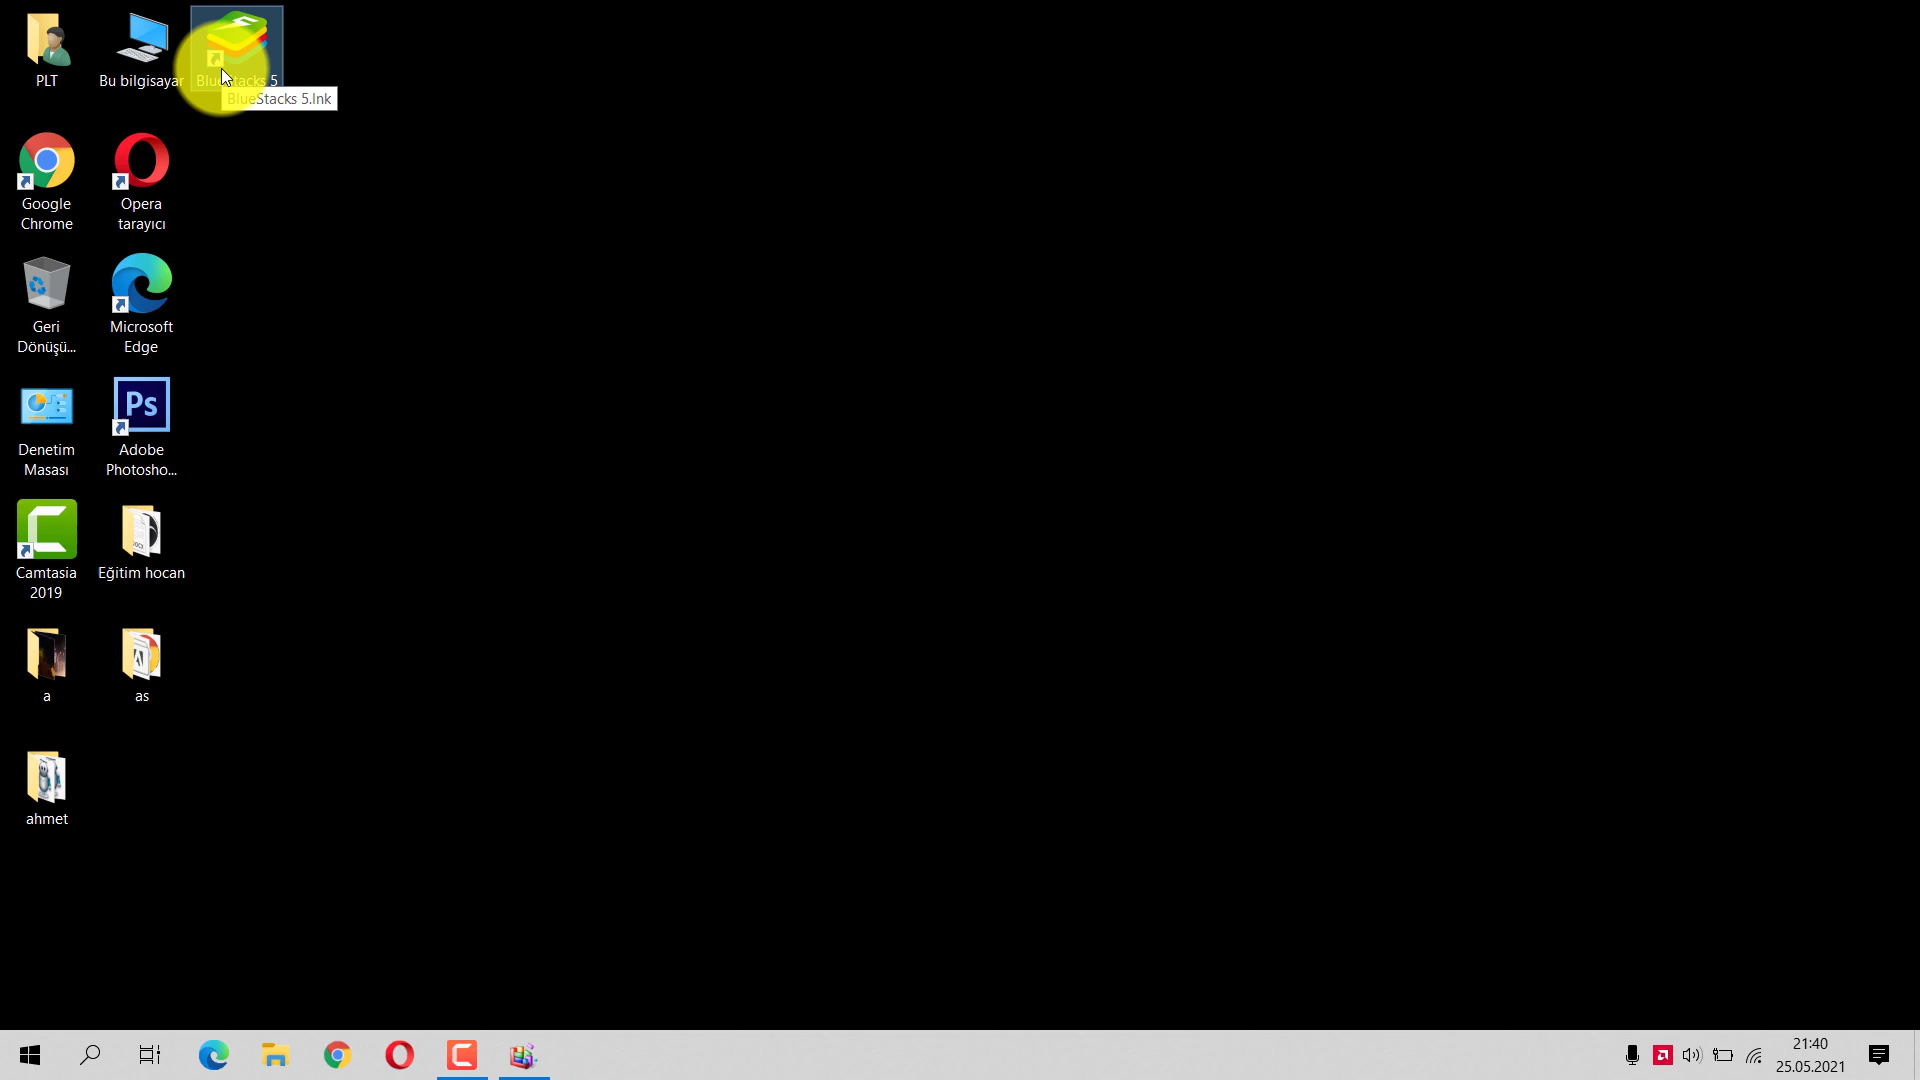 PLT
Bu bilgisayar
BlueStacks 5
BlueStacks 5.lnk
Google
Chrome
Opera
tarayıcı
Geri
Dönüşü...
Microsoft
Edge
Denetim
Masası
Ps
Adobe
Photosho...
Camtasia
2019
Eğitim hocan
a
as
ahmet
21:40
25.05.2021